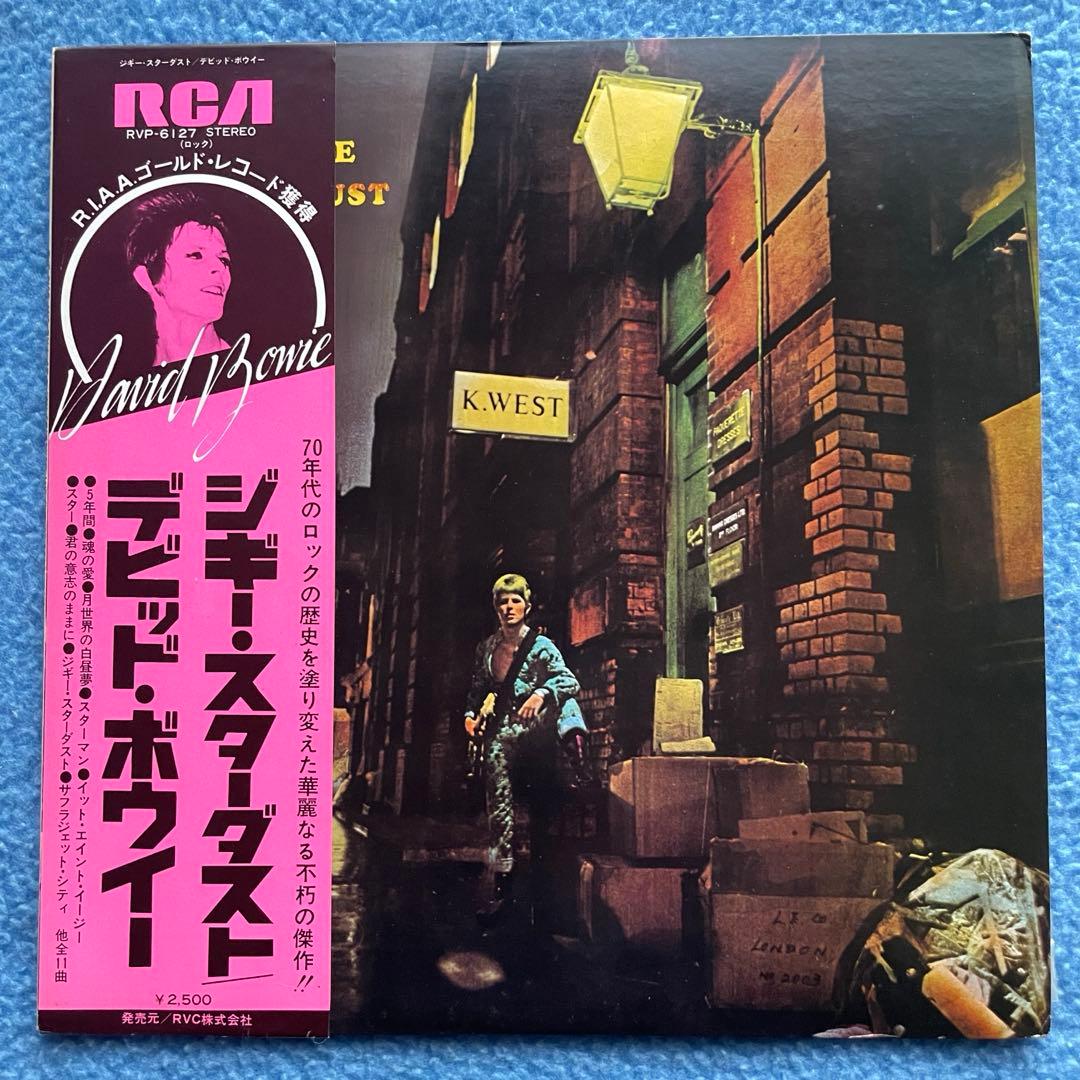 ジギー・スターダスト/デビッド・ボウイー
RCA
RVP-6127 STEREO
(ロック)
R.I.A.A.ゴールド・レコード獲得
David Bowie
70年代のロックの歴史を塗り変えた華麗なる不朽の傑作!!
ジギー・スターダスト
デビッド・ボウイー
●5年間●魂の愛●月世界の白昼夢●スターマン●イット・エイント・イージー
●スター●君の意志のままに●ジギー・スターダスト●サフラジェット・シティ 他全11曲
¥2,500
発売元/RVC株式会社
E
UST
K.WEST
PAQUERETTE
DRESSES
L.I. CO
LONDON
No 2003